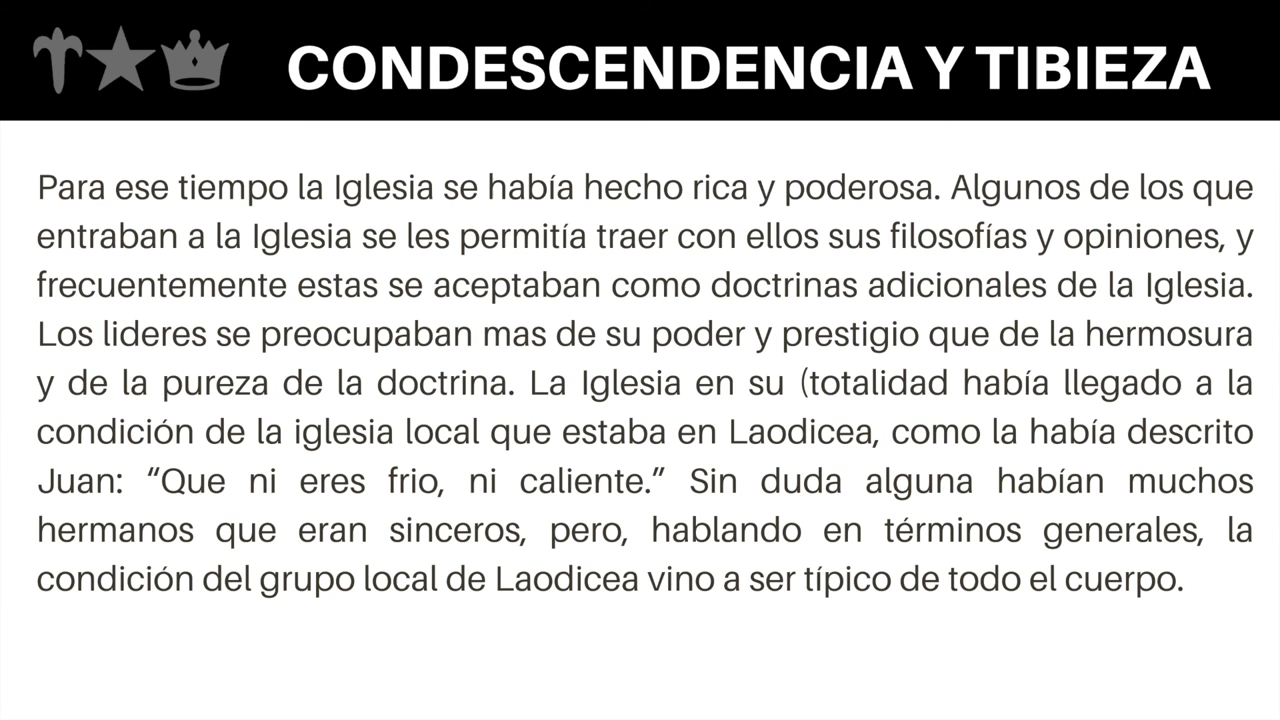 CONDESCENDENCIA Y TIBIEZA
Para ese tiempo la Iglesia se había hecho rica y poderosa. Algunos de los que
entraban a la Iglesia se les permitía traer con ellos sus filosofías y opiniones, y
frecuentemente estas se aceptaban como doctrinas adicionales de la Iglesia.
Los lideres se preocupaban mas de su poder y prestigio que de la hermosura
y de la pureza de la doctrina. La Iglesia en su (totalidad había llegado a la
condición de la iglesia local que estaba en Laodicea, como la había descrito
Juan: “Que ni eres frio, ni caliente.” Sin duda alguna habían muchos
hermanos que eran sinceros, pero, hablando en términos generales, la
condición del grupo local de Laodicea vino a ser típico de todo el cuerpo.